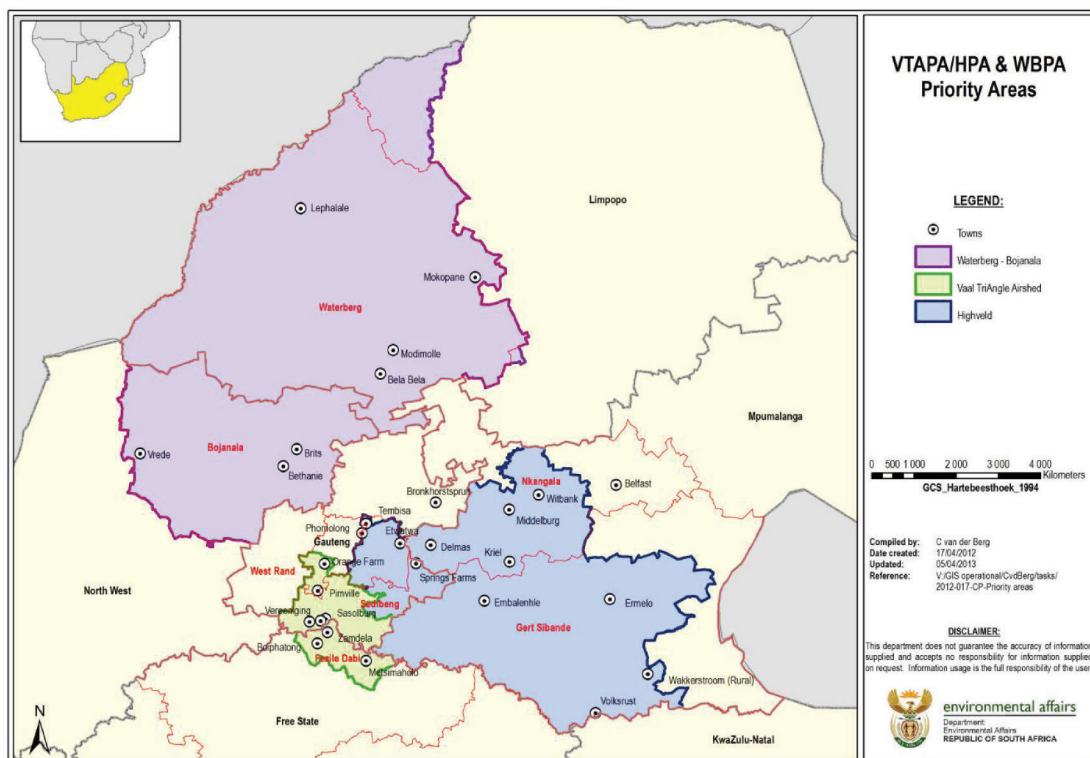 VTAPA/HPA & WBPA
Priority Areas
LEGEND:
Towns
Waterberg - Bojanala
Vaal TriAngle Airshed
Highveld
0 500 1 000 2 000 3 000 4 000
Kilometers
GCS_Hartebeesthoek_1994
Compiled by: C van der Berg
Date created: 17/04/2012
Updated: 05/04/2013
Reference: V:/GIS operational/CvdBerg/tasks/
2012-017-CP-Priority areas
DISCLAIMER:
This department does not guarantee the accuracy of information
supplied and accepts no responsibility for information supplied
on request. Information usage is the full responsibility of the user
environmental affairs
Department:
Environmental Affairs
REPUBLIC OF SOUTH AFRICA
Limpopo
Lephalale
Mokopane
Waterberg
Modimolle
Bela Bela
Mpumalanga
Bojanala
Vrede
Brits
Bethanie
Nkangala
Belfast
Witbank
Bronkhorstsprun
Middelburg
Tembisa
Phomolong
Etwatwa
Gauteng
Delmas
Kriel
Orange Farm
West Rand
Springs Farms
North West
Pimville
Sedibeng
Embalenhle
Ermelo
Vereeniging
Sasolburg
Gert Sibande
Zamdela
Boiphatong
Fezile Dabi
Metsimaholo
Wakkerstroom (Rural)
Volksrust
Free State
KwaZulu-Natal
N